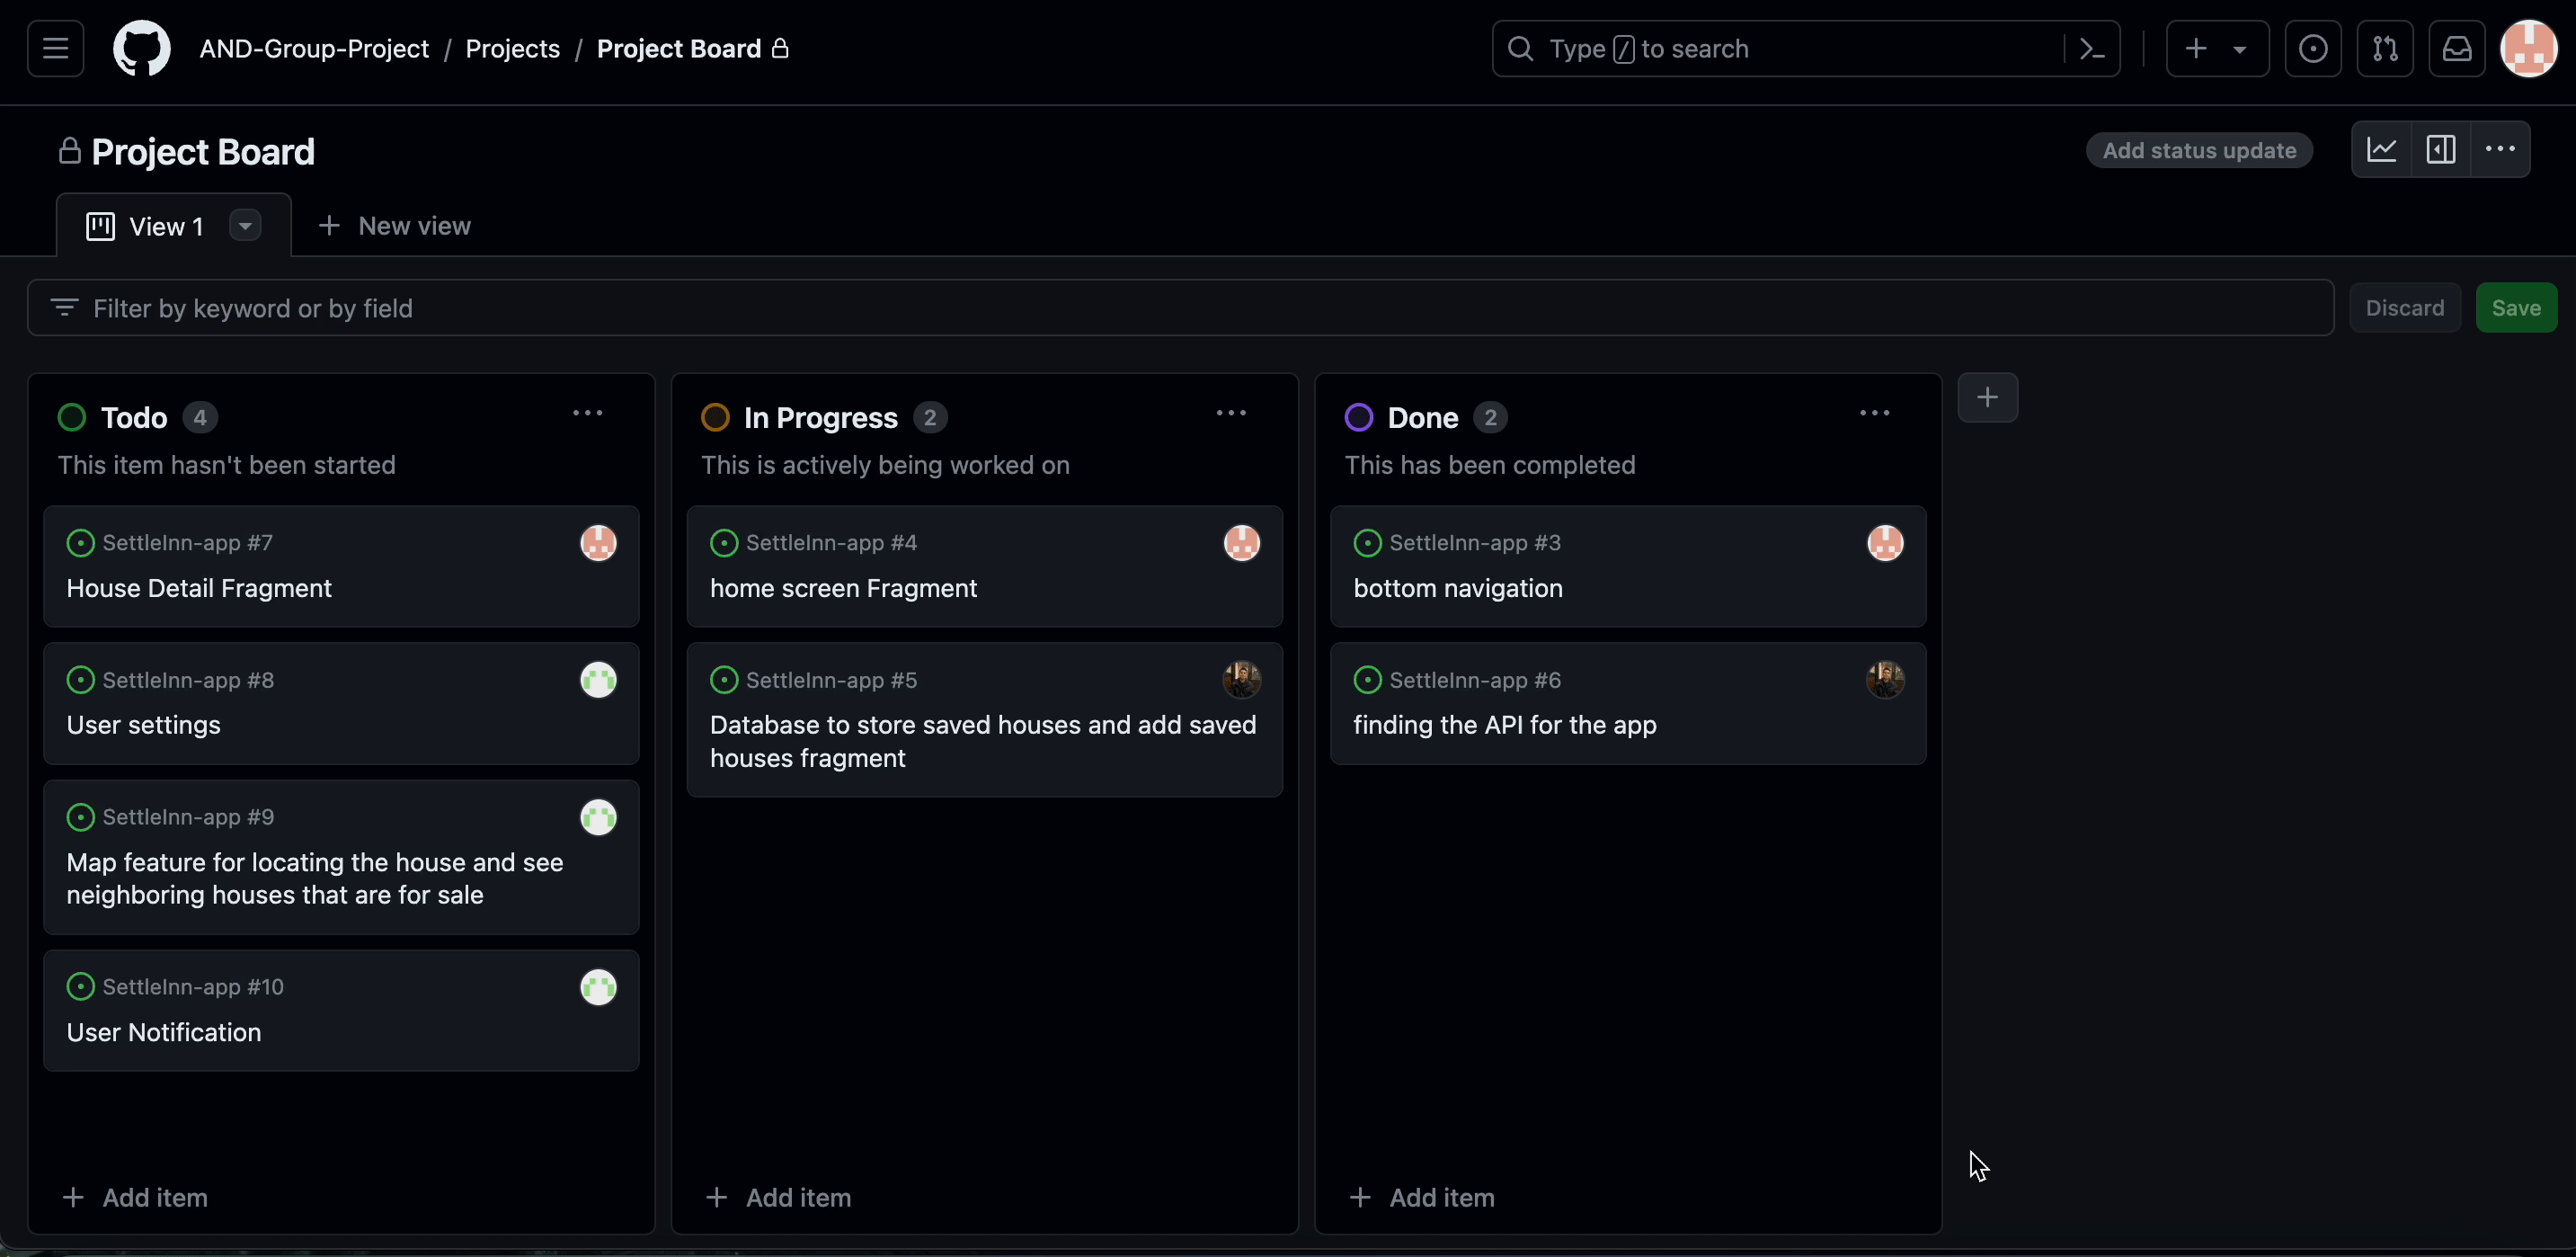 AND-Group-Project / Projects / Project Board
Type / to search
Project Board
Add status update
View 1
New view
Filter by keyword or by field
Discard
Save
Todo 4
This item hasn't been started
SettleInn-app #7
House Detail Fragment
SettleInn-app #8
User settings
SettleInn-app #9
Map feature for locating the house and see
neighboring houses that are for sale
SettleInn-app #10
User Notification
Add item
In Progress 2
This is actively being worked on
SettleInn-app #4
home screen Fragment
SettleInn-app #5
Database to store saved houses and add saved
houses fragment
Add item
Done 2
This has been completed
SettleInn-app #3
bottom navigation
SettleInn-app #6
finding the API for the app
Add item